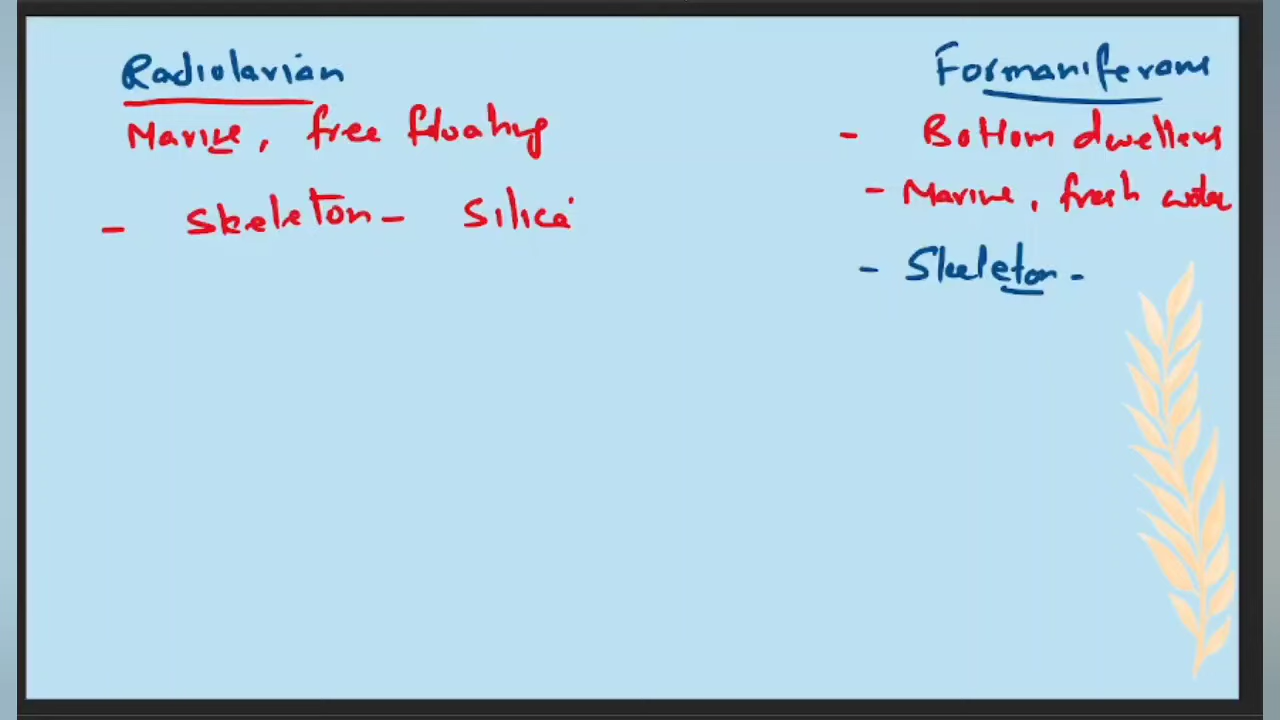 Radiolarian
Marine, free floating
- Skeleton - Silica
Formaniferans
- Bottom dwellers
- Marine, fresh water
- Skeleton -